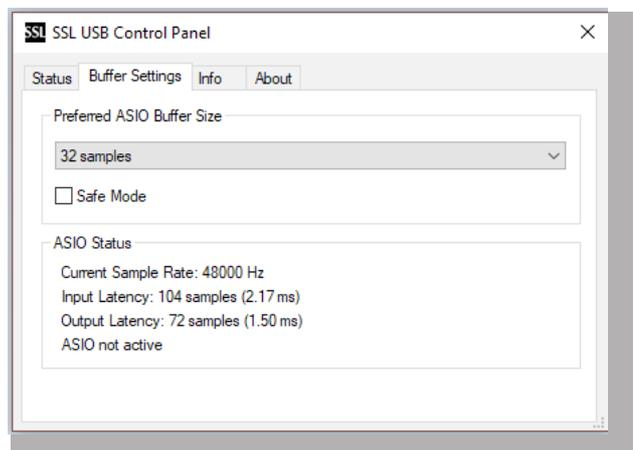 SSL SSL USB Control Panel
Status Buffer Settings Info About
Preferred ASIO Buffer Size
32 samples
Safe Mode
ASIO Status
Current Sample Rate: 48000 Hz
Input Latency: 104 samples (2.17 ms)
Output Latency: 72 samples (1.50 ms)
ASIO not active